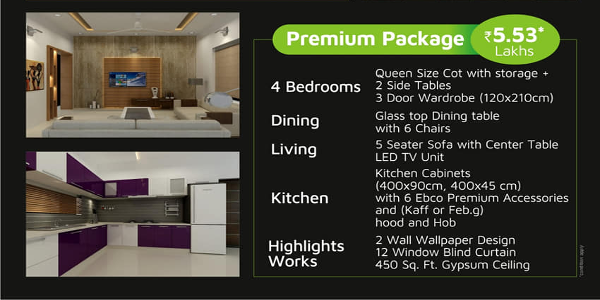 Premium Package ₹5.53*
Lakhs
4 Bedrooms
Queen Size Cot with storage +
2 Side Tables
3 Door Wardrobe (120x210cm)
Dining
Glass top Dining table
with 6 Chairs
Living
5 Seater Sofa with Center Table
LED TV Unit
Kitchen
Kitchen Cabinets
(400x90cm, 400x45 cm)
with 6 Ebco Premium Accessories
and (Kaff or Feb.g)
hood and Hob
Highlights
Works
2 Wall Wallpaper Design
12 Window Blind Curtain
450 Sq. Ft. Gypsum Ceiling